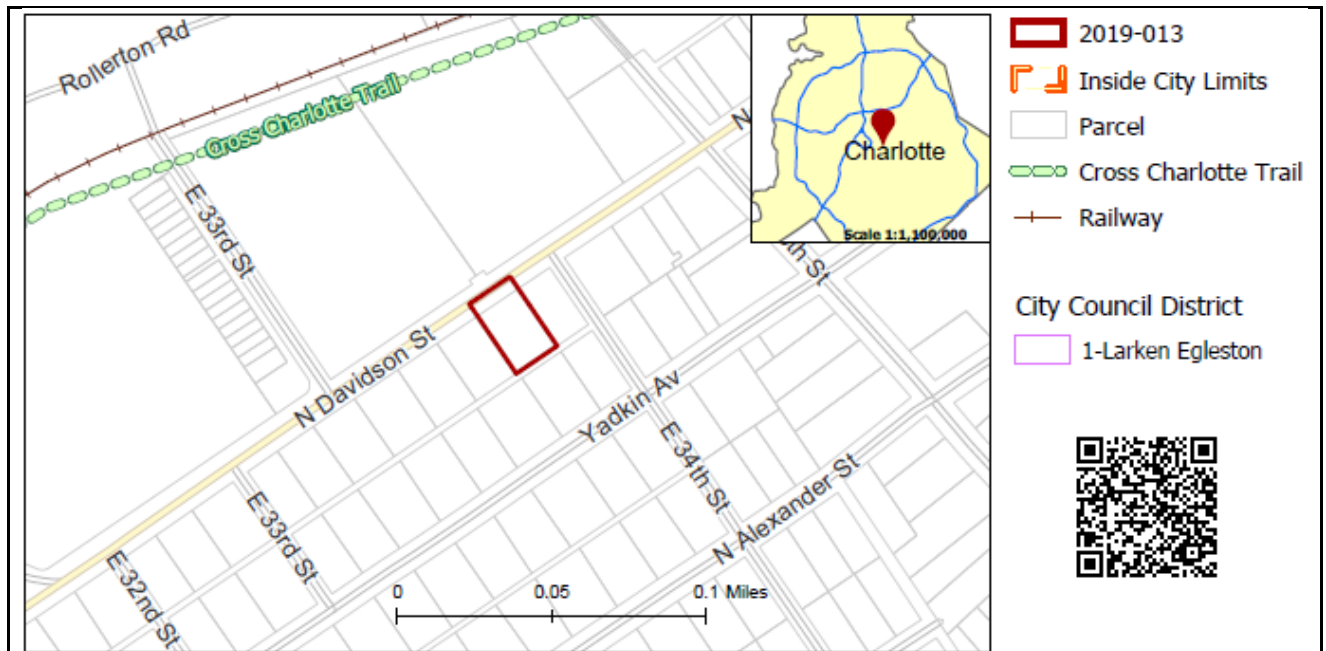 Rollerton Rd
Cross Charlotte Trail
E 33rd St
N
Charlotte
Scale 1:1,100,000
th St
N Davidson St
Yadkin Av
E 34th St
N Alexander St
E 33rd St
E 32nd St
0 0.05 0.1 Miles
2019-013
Inside City Limits
Parcel
Cross Charlotte Trail
Railway
City Council District
1-Larken Egleston